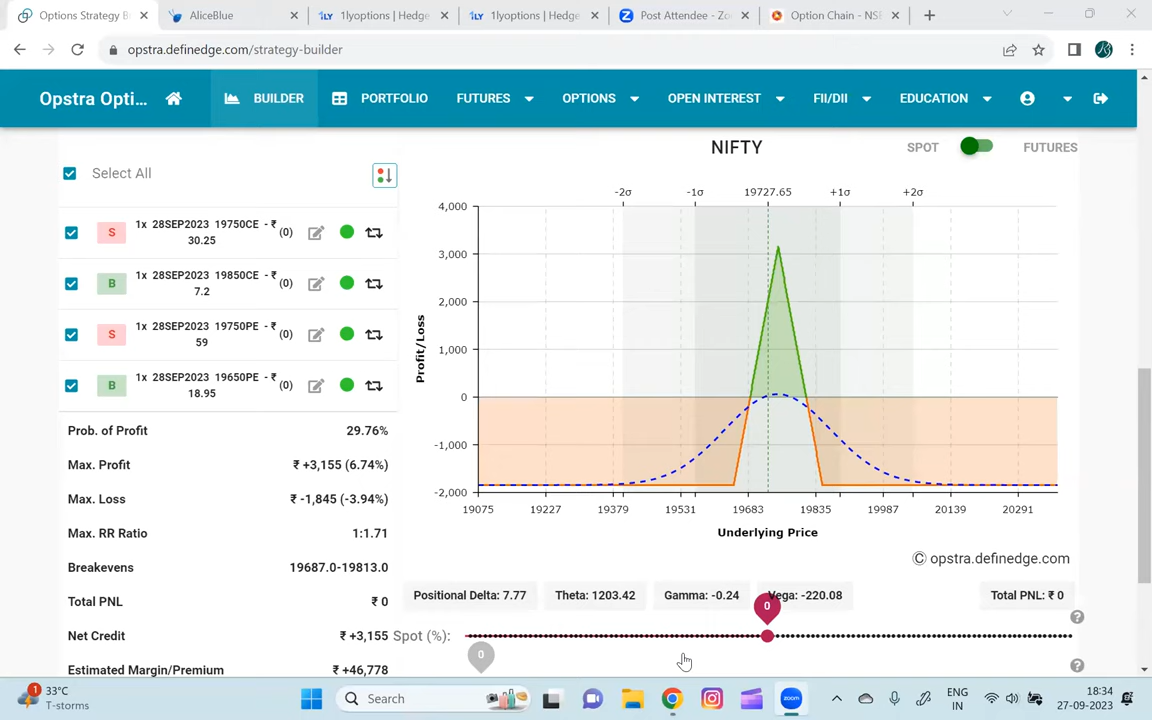 Options Strategy B
AliceBlue
1lyoptions | Hedge
1lyoptions | Hedge
Post Attendee - Zo
Option Chain - NS
opstra.definedge.com/strategy-builder
Opstra Opti...
BUILDER
PORTFOLIO
FUTURES
OPTIONS
OPEN INTEREST
FII/DII
EDUCATION
Select All
NIFTY
SPOT
FUTURES
S
1x 28SEP2023 19750CE - ₹
30.25
(0)
B
1x 28SEP2023 19850CE - ₹
7.2
(0)
S
1x 28SEP2023 19750PE - ₹
59
(0)
B
1x 28SEP2023 19650PE - ₹
18.95
(0)
-2σ -1σ 19727.65 +1σ +2σ
4,000
3,000
2,000
1,000
0
-1,000
-2,000
Profit/Loss
19075 19227 19379 19531 19683 19835 19987 20139 20291
Underlying Price
© opstra.definedge.com
Prob. of Profit 29.76%
Max. Profit ₹ +3,155 (6.74%)
Max. Loss ₹ -1,845 (-3.94%)
Max. RR Ratio 1:1.71
Breakevens 19687.0-19813.0
Total PNL ₹ 0
Net Credit ₹ +3,155
Estimated Margin/Premium ₹ +46,778
Positional Delta: 7.77
Theta: 1203.42
Gamma: -0.24
Vega: -220.08
Total PNL: ₹ 0
0
Spot (%):
0
1
33°C
T-storms
Search
ENG
IN
18:34
27-09-2023